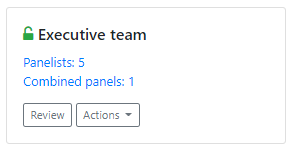 Executive team
Panelists: 5
Combined panels: 1
Review Actions